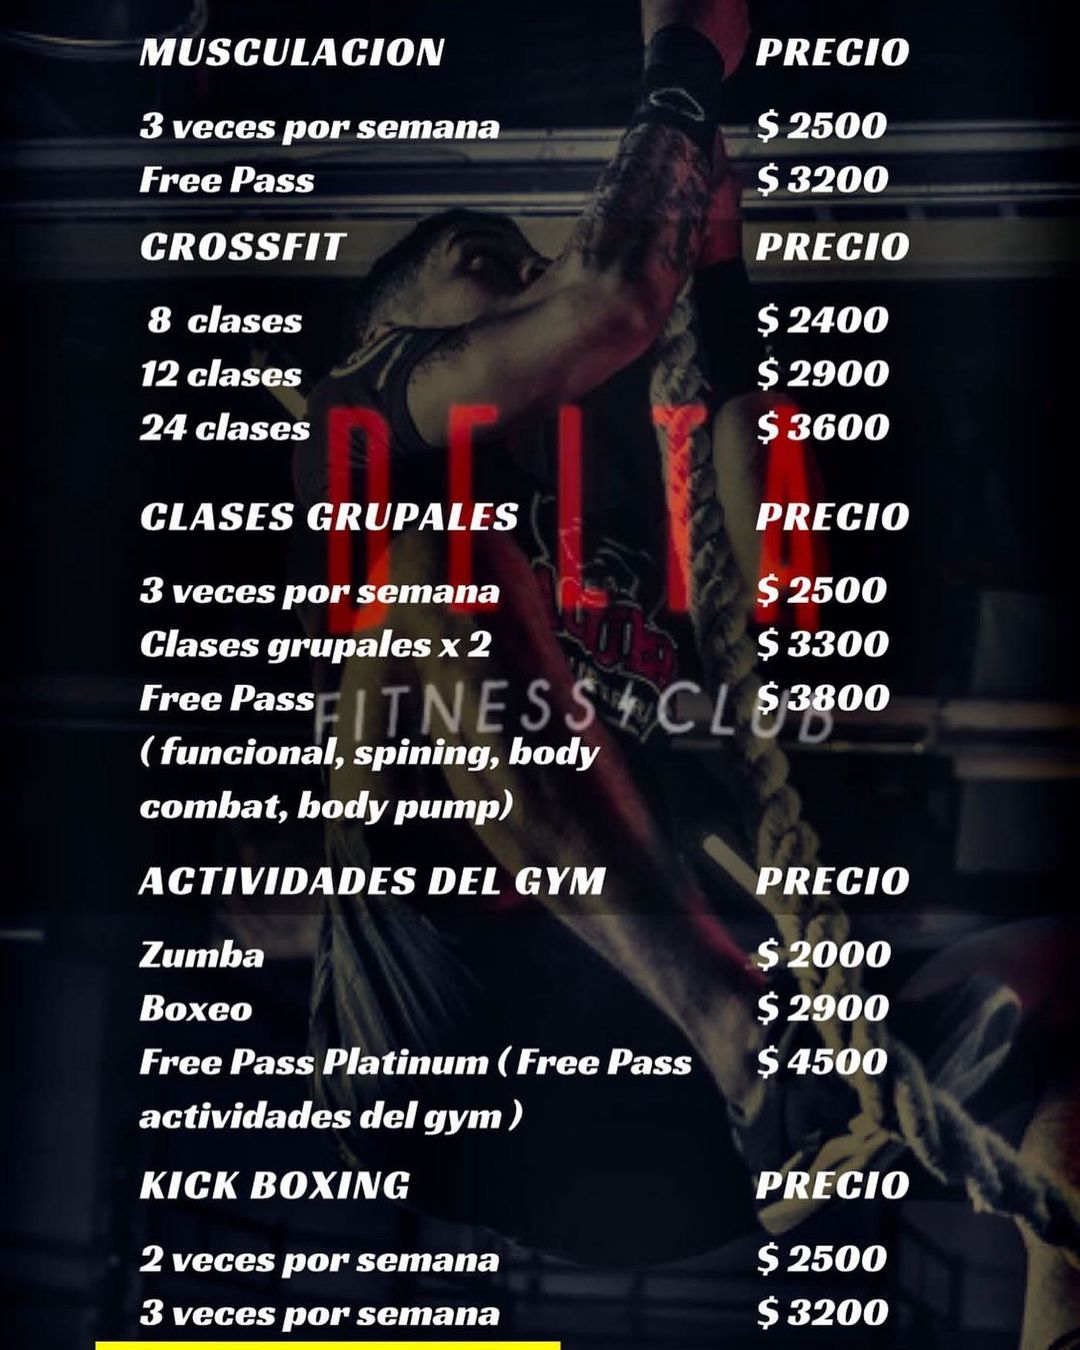 MUSCULACION PRECIO
3 veces por semana $ 2500
Free Pass $ 3200
CROSSFIT PRECIO
8 clases $ 2400
12 clases $ 2900
24 clases $ 3600
DELTA
CLASES GRUPALES PRECIO
3 veces por semana $ 2500
Clases grupales x 2 $ 3300
Free Pass $ 3800
FITNESS CLUB
( funcional, spining, body
combat, body pump)
ACTIVIDADES DEL GYM PRECIO
Zumba $ 2000
Boxeo $ 2900
Free Pass Platinum ( Free Pass $ 4500
actividades del gym )
KICK BOXING PRECIO
2 veces por semana $ 2500
3 veces por semana $ 3200